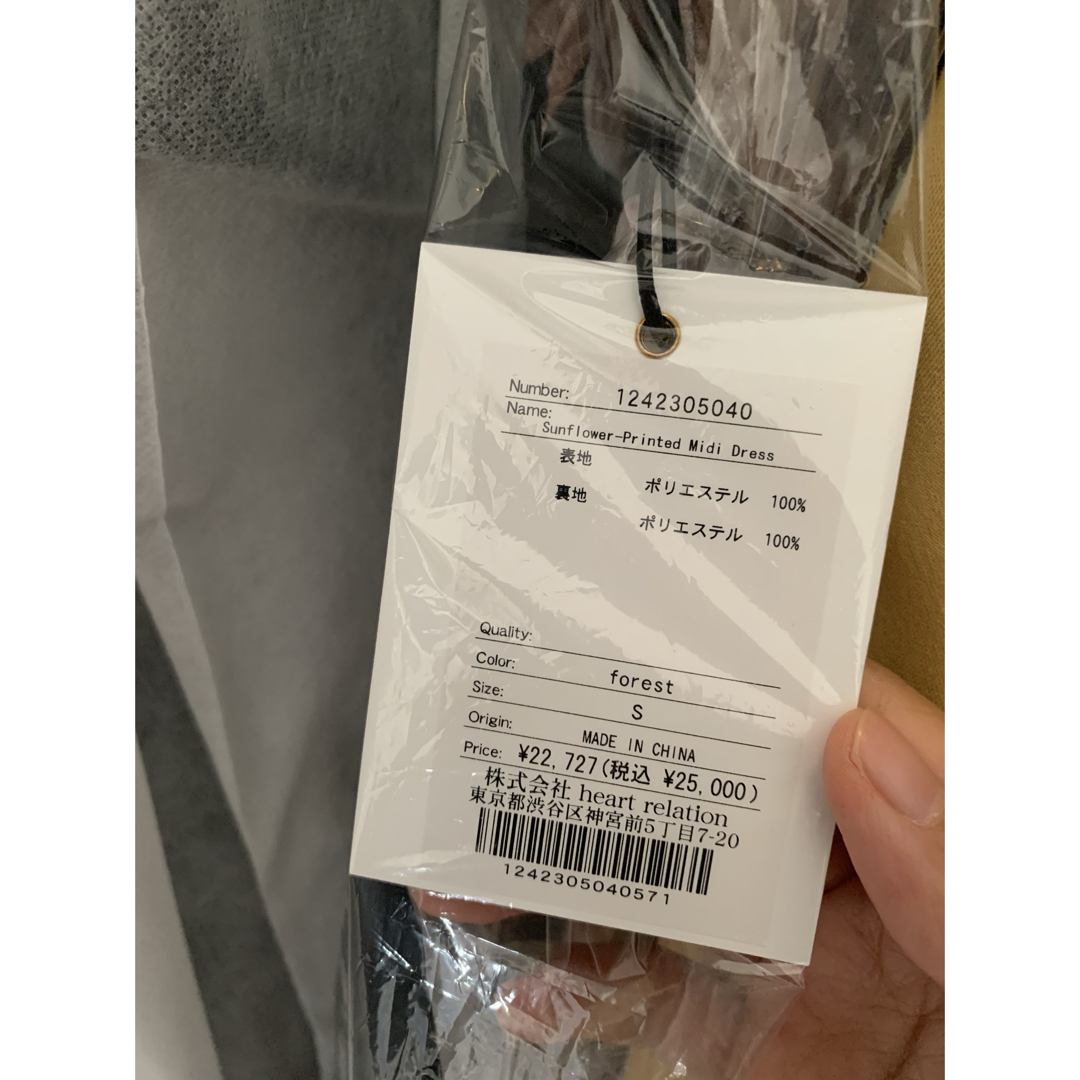 Number: 1242305040
Name:
Sunflower-Printed Midi Dress
表地
ポリエステル 100%
裏地
ポリエステル 100%
Quality:
Color: forest
Size: S
Origin: MADE IN CHINA
Price: ¥22,727(税込 ¥25,000)
株式会社 heart relation
東京都渋谷区神宮前5丁目7-20
1242305040571